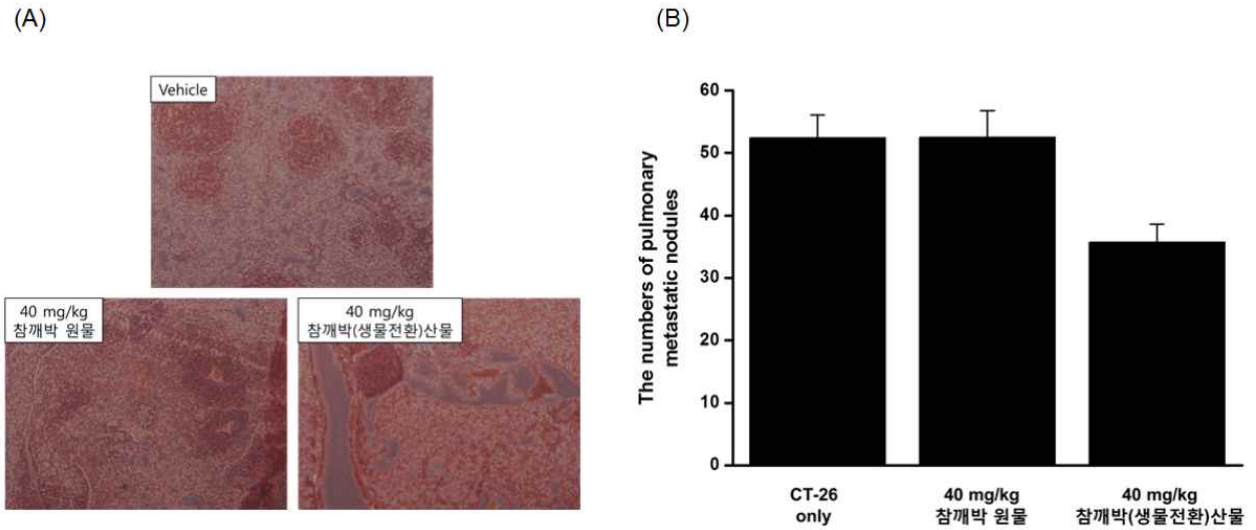 (A)
(B)
Vehicle
40 mg/kg
참깨박 원물
40 mg/kg
참깨박(생물전환)산물
The numbers of pulmonary
metastatic nodules
60
50
40
30
20
10
0
CT-26
only
40 mg/kg
참깨박 원물
40 mg/kg
참깨박(생물전환)산물